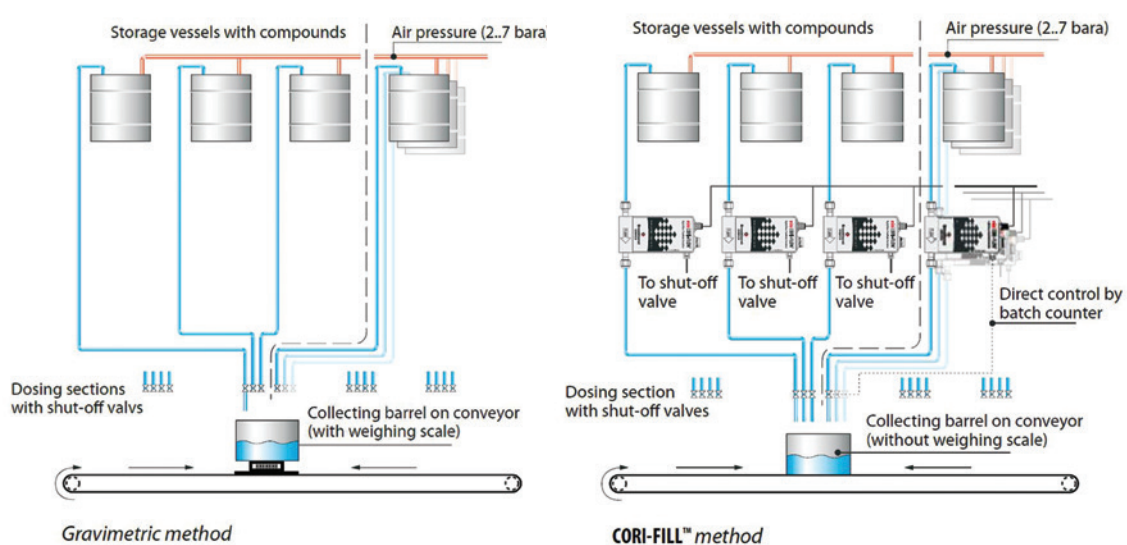 Storage vessels with compounds
Air pressure (2..7 bara)
Dosing sections
with shut-off valvs
Collecting barrel on conveyor
(with weighing scale)
Gravimetric method
Storage vessels with compounds
Air pressure (2..7 bara)
To shut-off
valve
To shut-off
valve
To shut-off
valve
Direct control by
batch counter
Dosing section
with shut-off valves
Collecting barrel on conveyor
(without weighing scale)
CORI-FILL™ method